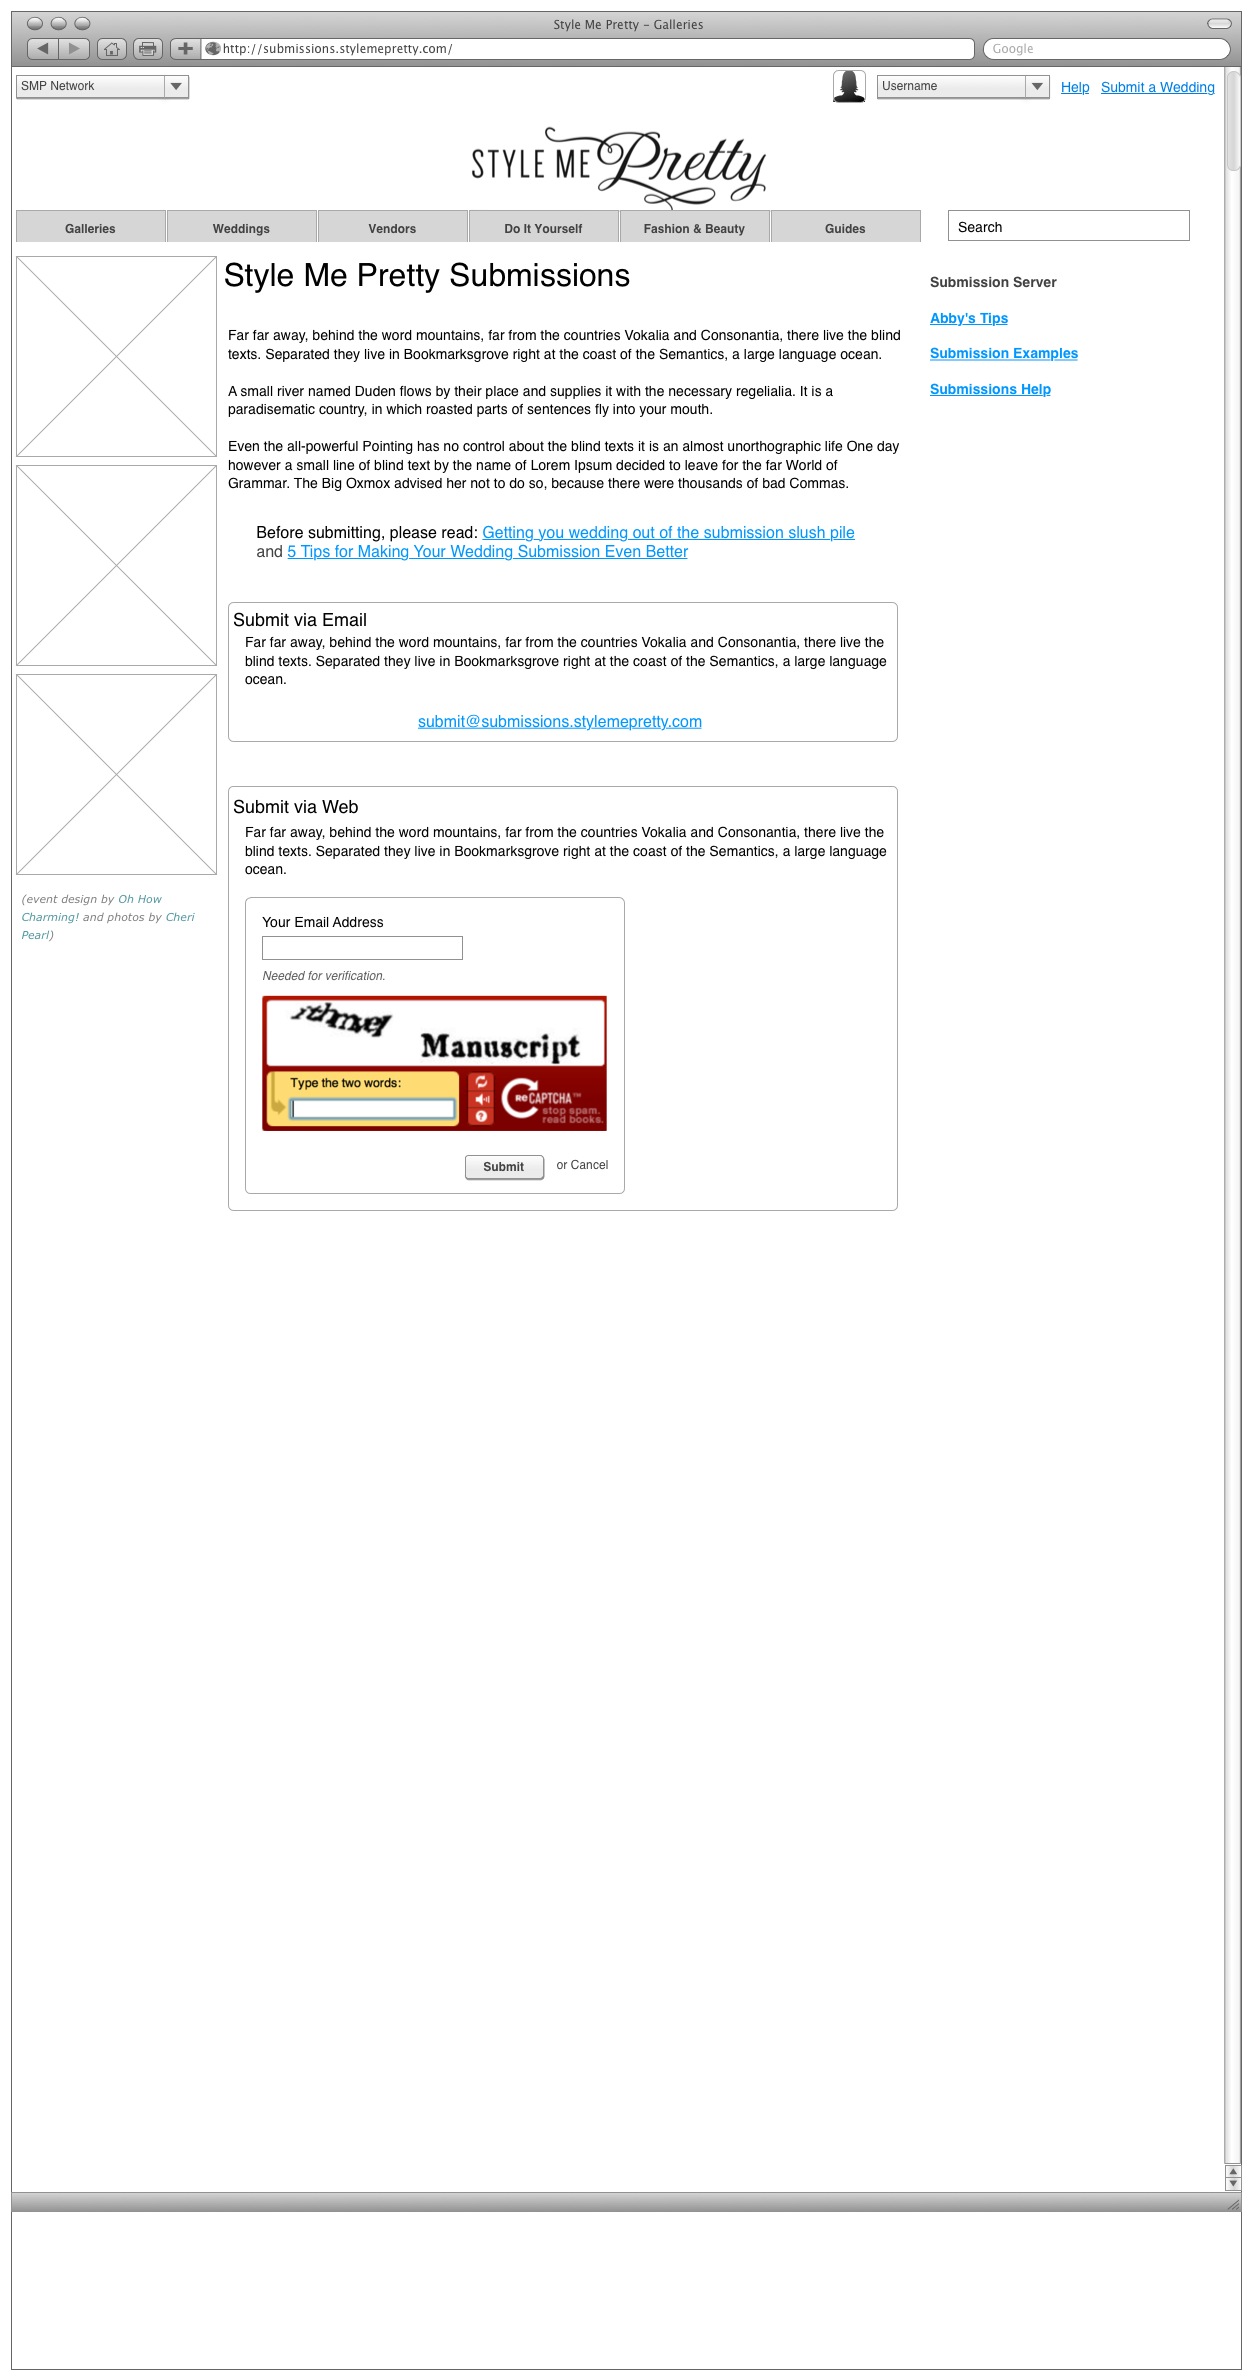 Style Me Pretty – Galleries
http://submissions.stylemepretty.com/
Google
SMP Network
Username
Help
Submit a Wedding
STYLE ME Pretty
Galleries
Weddings
Vendors
Do It Yourself
Fashion & Beauty
Guides
Search
Style Me Pretty Submissions
Far far away, behind the word mountains, far from the countries Vokalia and Consonantia, there live the blind
texts. Separated they live in Bookmarksgrove right at the coast of the Semantics, a large language ocean.
A small river named Duden flows by their place and supplies it with the necessary regelialia. It is a
paradisematic country, in which roasted parts of sentences fly into your mouth.
Even the all-powerful Pointing has no control about the blind texts it is an almost unorthographic life One day
however a small line of blind text by the name of Lorem Ipsum decided to leave for the far World of
Grammar. The Big Oxmox advised her not to do so, because there were thousands of bad Commas.
Before submitting, please read: Getting you wedding out of the submission slush pile
and 5 Tips for Making Your Wedding Submission Even Better
Submit via Email
Far far away, behind the word mountains, far from the countries Vokalia and Consonantia, there live the
blind texts. Separated they live in Bookmarksgrove right at the coast of the Semantics, a large language
ocean.
submit@submissions.stylemepretty.com
Submit via Web
Far far away, behind the word mountains, far from the countries Vokalia and Consonantia, there live the
blind texts. Separated they live in Bookmarksgrove right at the coast of the Semantics, a large language
ocean.
Your Email Address
Needed for verification.
Manuscript
Type the two words:
reCAPTCHA™
stop spam.
read books.
Submit
or Cancel
(event design by Oh How
Charming! and photos by Cheri
Pearl)
Submission Server
Abby's Tips
Submission Examples
Submissions Help